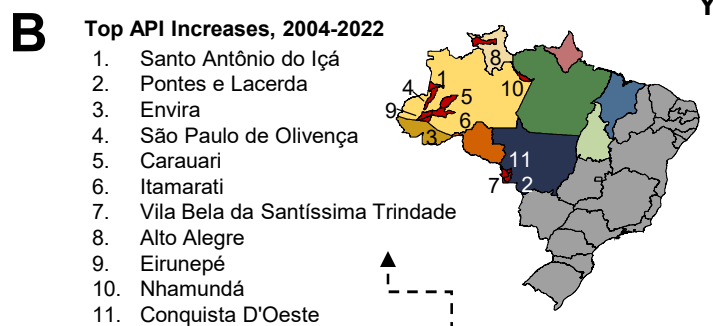 Y
B
Top API Increases, 2004-2022
1. Santo Antônio do Içá
2. Pontes e Lacerda
3. Envira
4. São Paulo de Olivença
5. Carauari
6. Itamarati
7. Vila Bela da Santíssima Trindade
8. Alto Alegre
9. Eirunepé
10. Nhamundá
11. Conquista D'Oeste
8
1
4
5
10
9
6
3
11
7
2